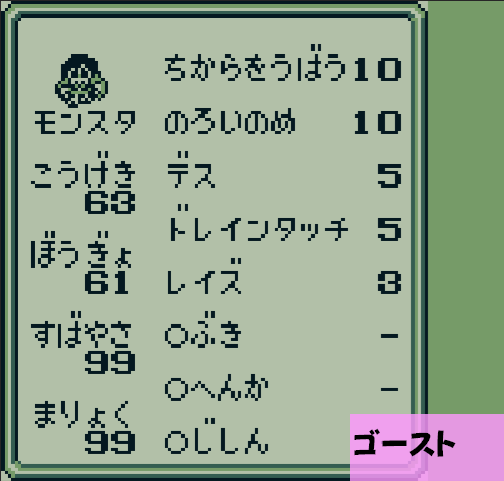 ちからをうばう 10
モンスタ のろいのめ 10
こうげき デス 5
63
ドレインタッチ 5
ぼうぎょ
61 レイズ 3
すばやさ ○ぶき -
99
○へんか -
まりょく
99 ○じしん
ゴースト